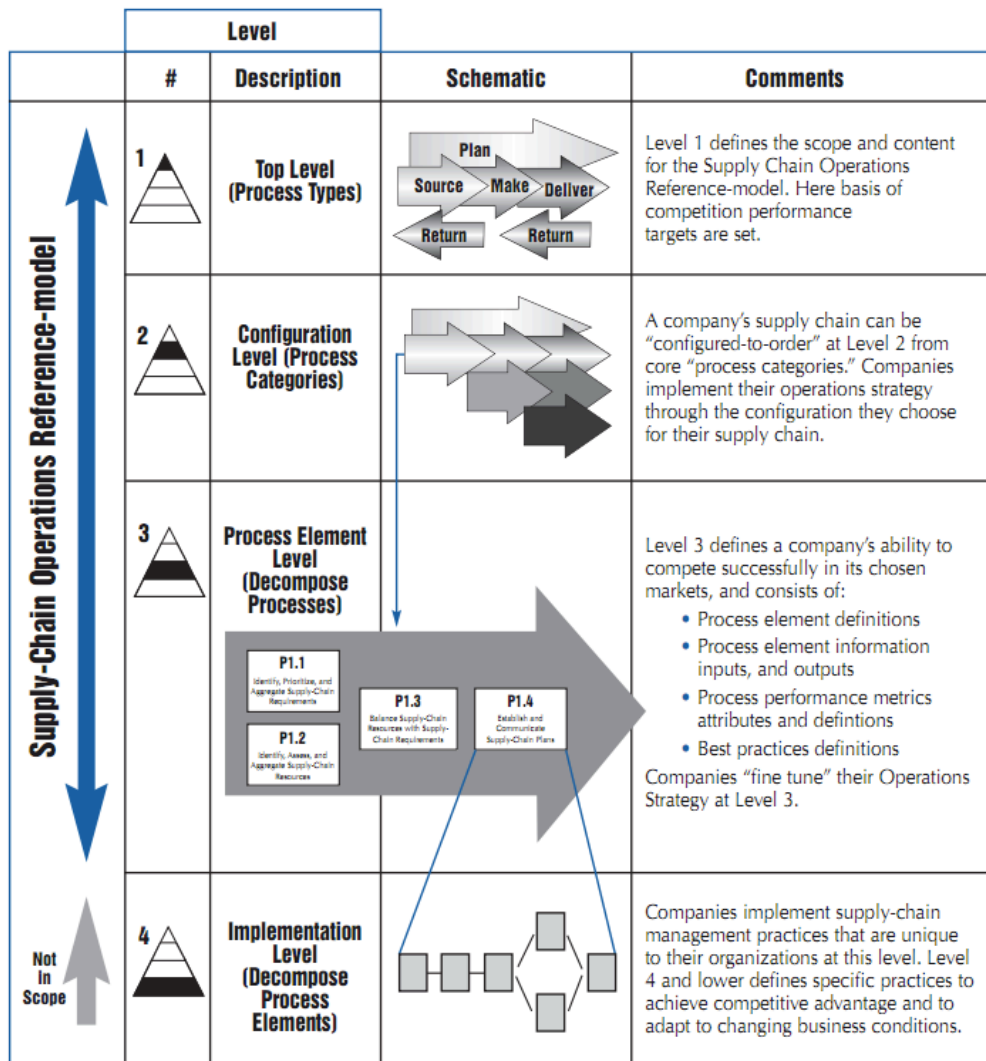 Level
#
Description
Schematic
Comments
Supply-Chain Operations Reference-model
1
Top Level
(Process Types)
Plan
Source
Make
Deliver
Return
Return
Level 1 defines the scope and content
for the Supply Chain Operations
Reference-model. Here basis of
competition performance
targets are set.
2
Configuration
Level (Process
Categories)
A company's supply chain can be
“configured-to-order” at Level 2 from
core “process categories.” Companies
implement their operations strategy
through the configuration they choose
for their supply chain.
3
Process Element
Level
(Decompose
Processes)
P1.1
Identify, Prioritize, and
Aggregate Supply-Chain
Requirements
P1.2
Identify, Assess, and
Aggregate Supply-Chain
Resources
P1.3
Balance Supply-Chain
Resources with Supply-
Chain Requirements
P1.4
Establish and
Communicate
Supply-Chain Plans
Level 3 defines a company's ability to
compete successfully in its chosen
markets, and consists of:
• Process element definitions
• Process element information
inputs, and outputs
• Process performance metrics
attributes and defintions
• Best practices definitions
Companies “fine tune” their Operations
Strategy at Level 3.
Not
In
Scope
4
Implementation
Level
(Decompose
Process
Elements)
Companies implement supply-chain
management practices that are unique
to their organizations at this level. Level
4 and lower defines specific practices to
achieve competitive advantage and to
adapt to changing business conditions.